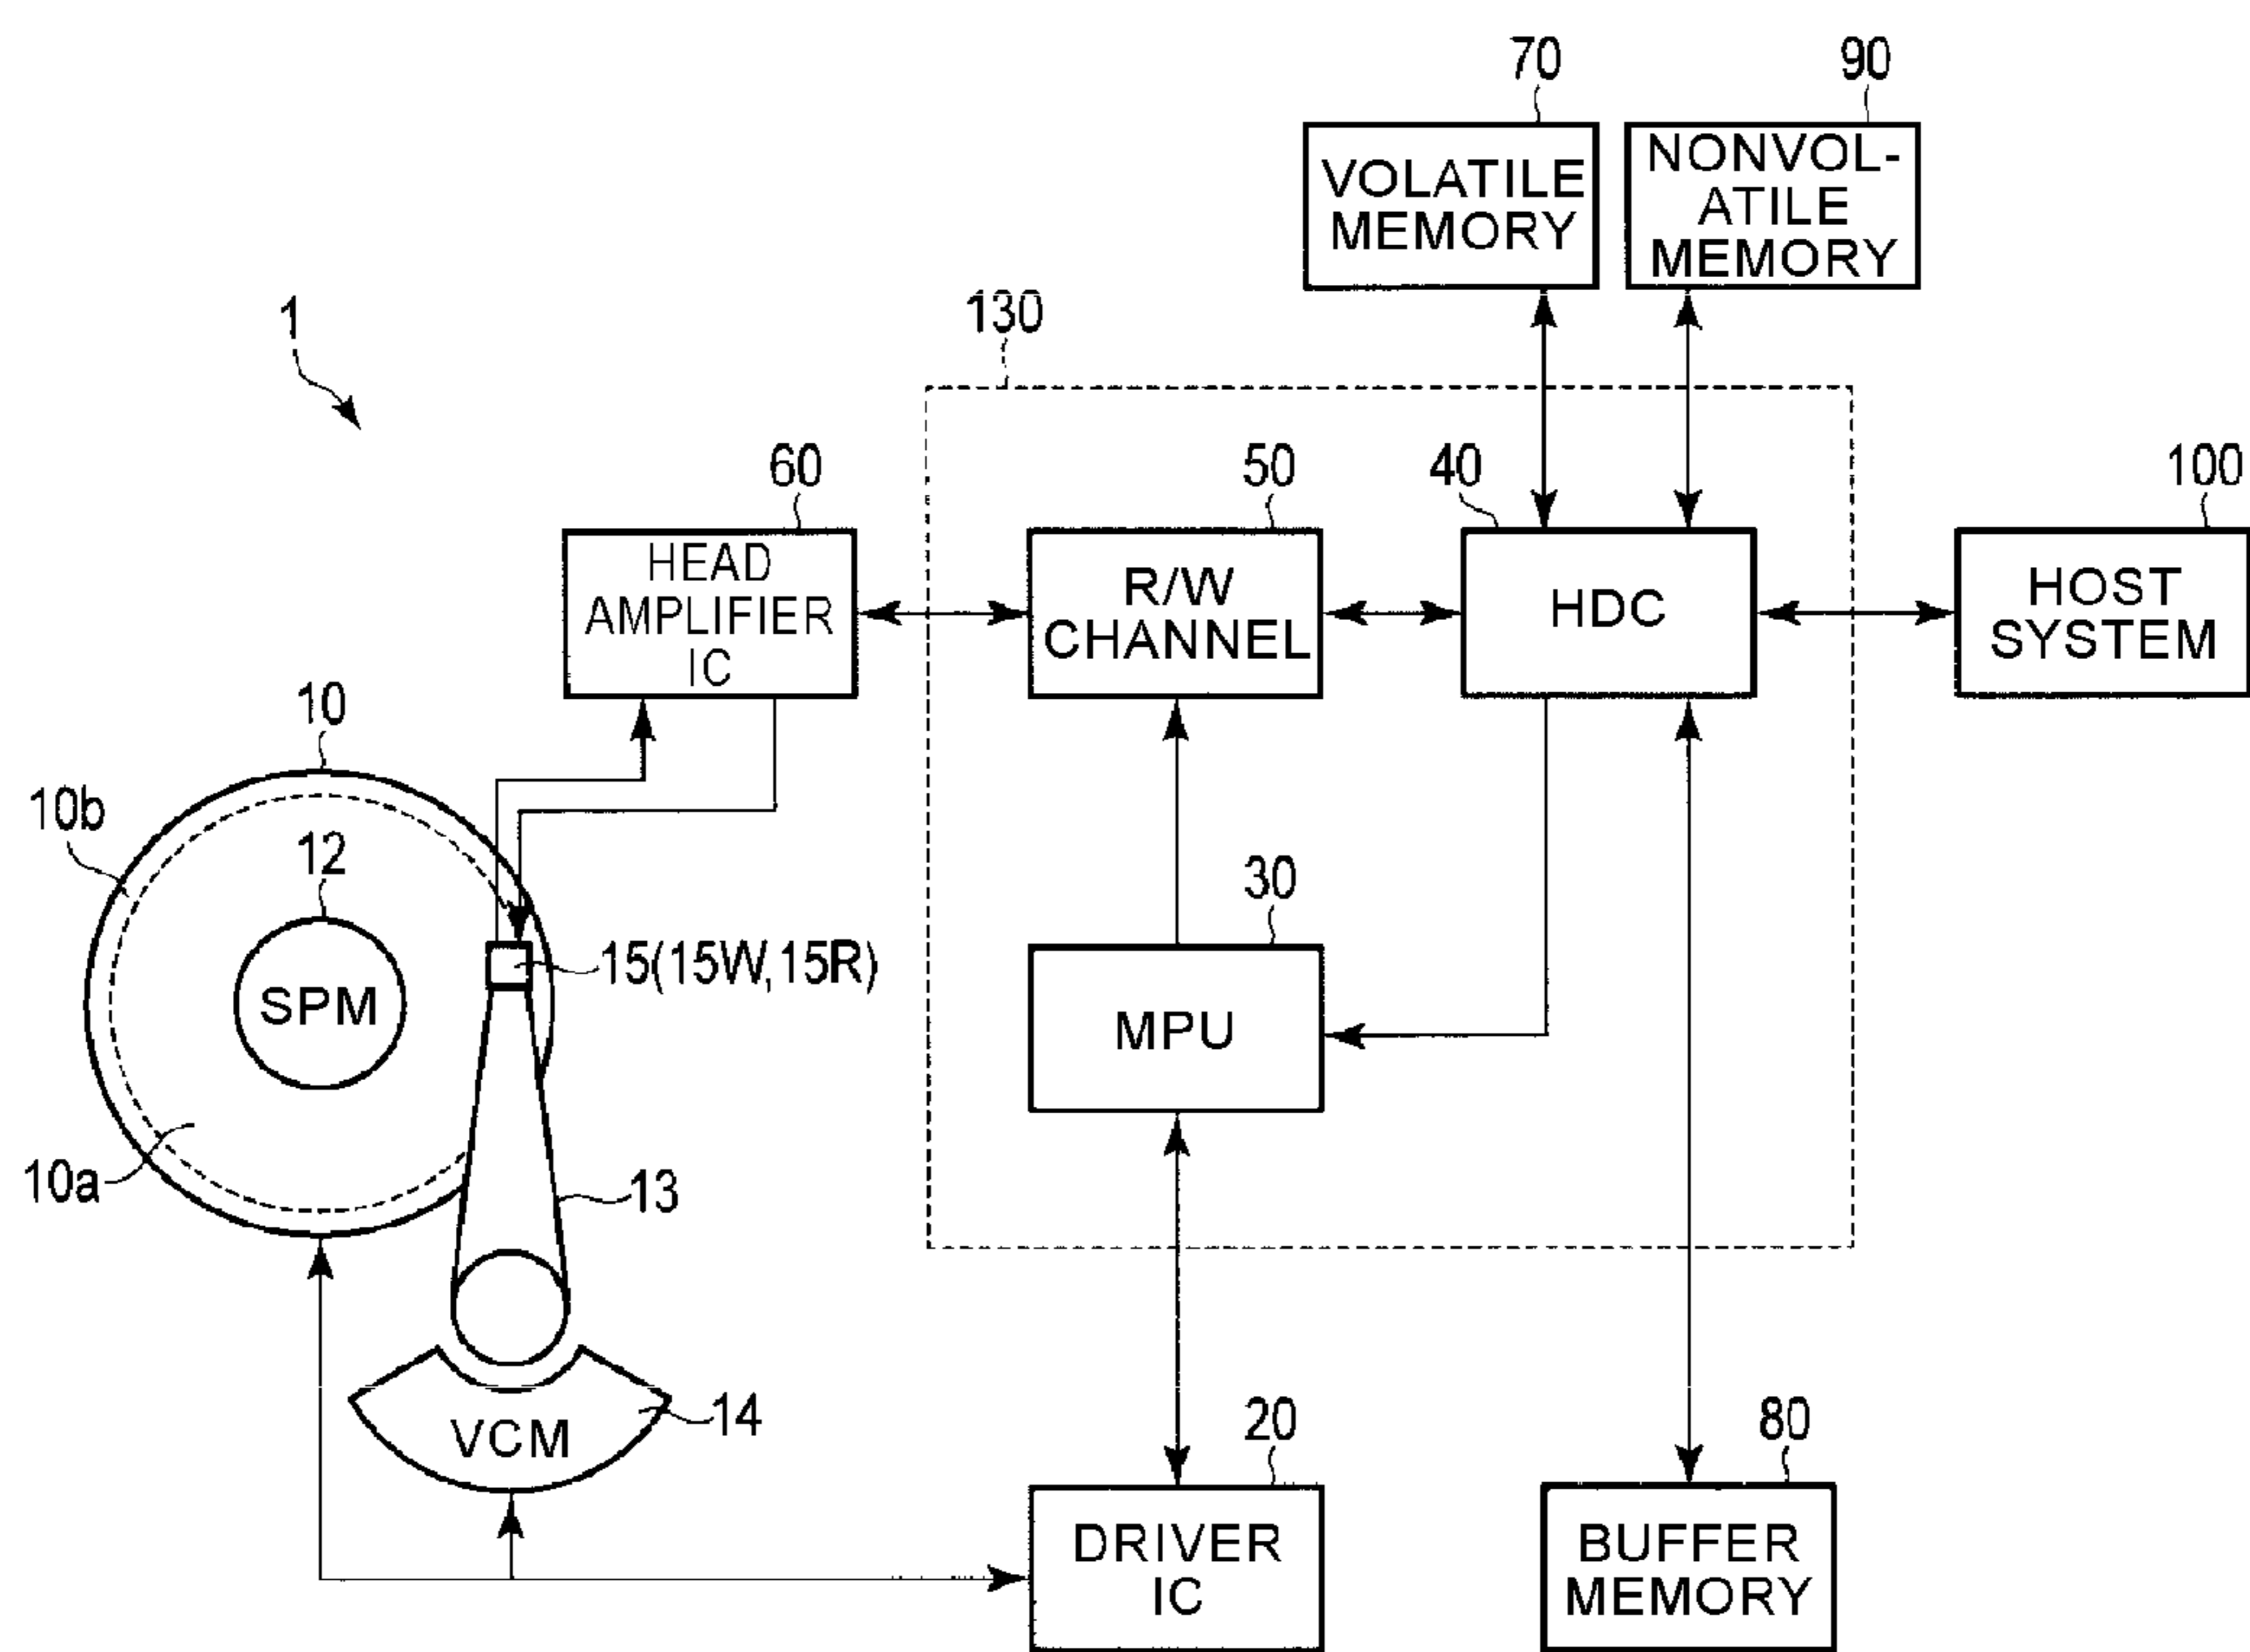 70
90
VOLATILE
MEMORY
NONVOL-
ATILE
MEMORY
1
130
60
50
40
100
HEAD
AMPLIFIER
IC
R/W
CHANNEL
HDC
HOST
SYSTEM
10
10b
12
30
15(15W,15R)
SPM
MPU
10a
13
14
VCM
20
80
DRIVER
IC
BUFFER
MEMORY